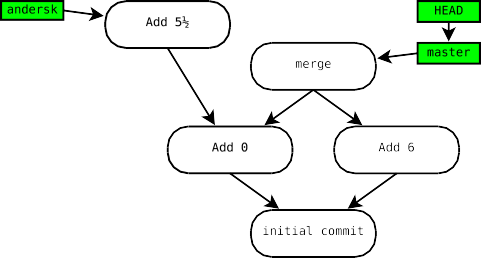 andersk
Add 5½
HEAD
master
merge
Add 0
Add 6
initial commit